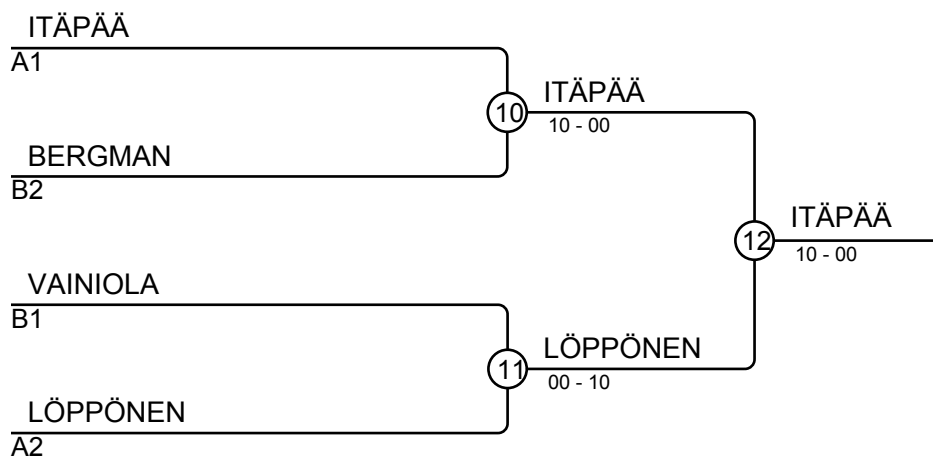 ITÄPÄÄ
A1
10
ITÄPÄÄ
10 - 00
BERGMAN
B2
12
ITÄPÄÄ
10 - 00
VAINIOLA
B1
11
LÖPPÖNEN
00 - 10
LÖPPÖNEN
A2